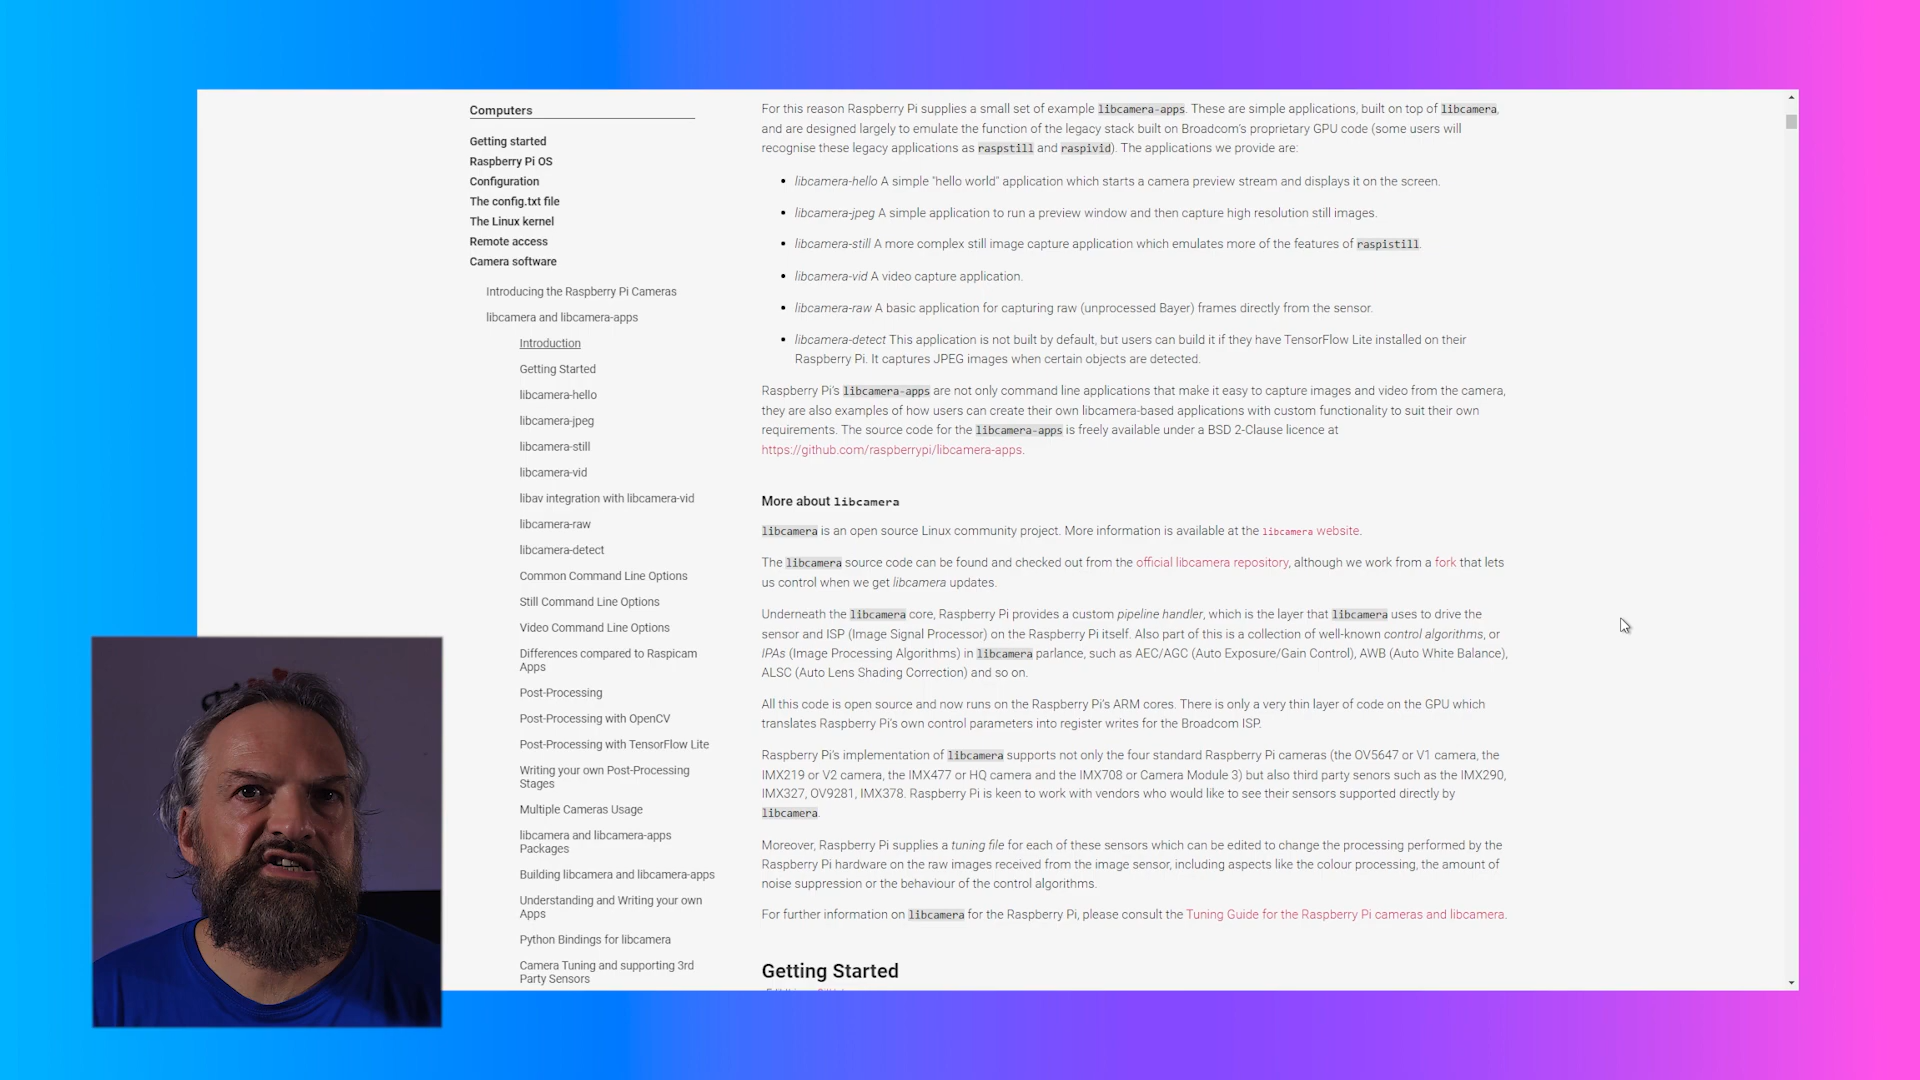 Computers
Getting started
Raspberry Pi OS
Configuration
The config.txt file
The Linux kernel
Remote access
Camera software
Introducing the Raspberry Pi Cameras
libcamera and libcamera-apps
Introduction
Getting Started
libcamera-hello
libcamera-jpeg
libcamera-still
libcamera-vid
libav integration with libcamera-vid
libcamera-raw
libcamera-detect
Common Command Line Options
Still Command Line Options
Video Command Line Options
Differences compared to Raspicam
Apps
Post-Processing
Post-Processing with OpenCV
Post-Processing with TensorFlow Lite
Writing your own Post-Processing
Stages
Multiple Cameras Usage
libcamera and libcamera-apps
Packages
Building libcamera and libcamera-apps
Understanding and Writing your own
Apps
Python Bindings for libcamera
Camera Tuning and supporting 3rd
Party Sensors
For this reason Raspberry Pi supplies a small set of example libcamera-apps. These are simple applications, built on top of libcamera,
and are designed largely to emulate the function of the legacy stack built on Broadcom's proprietary GPU code (some users will
recognise these legacy applications as raspstill and raspivid). The applications we provide are:
• libcamera-hello A simple "hello world" application which starts a camera preview stream and displays it on the screen.
• libcamera-jpeg A simple application to run a preview window and then capture high resolution still images.
• libcamera-still A more complex still image capture application which emulates more of the features of raspistill.
• libcamera-vid A video capture application.
• libcamera-raw A basic application for capturing raw (unprocessed Bayer) frames directly from the sensor.
• libcamera-detect This application is not built by default, but users can build it if they have TensorFlow Lite installed on their
Raspberry Pi. It captures JPEG images when certain objects are detected.
Raspberry Pi's libcamera-apps are not only command line applications that make it easy to capture images and video from the camera,
they are also examples of how users can create their own libcamera-based applications with custom functionality to suit their own
requirements. The source code for the libcamera-apps is freely available under a BSD 2-Clause licence at
https://github.com/raspberrypi/libcamera-apps.
More about libcamera
libcamera is an open source Linux community project. More information is available at the libcamera website.
The libcamera source code can be found and checked out from the official libcamera repository, although we work from a fork that lets
us control when we get libcamera updates.
Underneath the libcamera core, Raspberry Pi provides a custom pipeline handler, which is the layer that libcamera uses to drive the
sensor and ISP (Image Signal Processor) on the Raspberry Pi itself. Also part of this is a collection of well-known control algorithms, or
IPAs (Image Processing Algorithms) in libcamera parlance, such as AEC/AGC (Auto Exposure/Gain Control), AWB (Auto White Balance),
ALSC (Auto Lens Shading Correction) and so on.
All this code is open source and now runs on the Raspberry Pi's ARM cores. There is only a very thin layer of code on the GPU which
translates Raspberry Pi's own control parameters into register writes for the Broadcom ISP.
Raspberry Pi's implementation of libcamera supports not only the four standard Raspberry Pi cameras (the OV5647 or V1 camera, the
IMX219 or V2 camera, the IMX477 or HQ camera and the IMX708 or Camera Module 3) but also third party senors such as the IMX290,
IMX327, OV9281, IMX378. Raspberry Pi is keen to work with vendors who would like to see their sensors supported directly by
libcamera.
Moreover, Raspberry Pi supplies a tuning file for each of these sensors which can be edited to change the processing performed by the
Raspberry Pi hardware on the raw images received from the image sensor, including aspects like the colour processing, the amount of
noise suppression or the behaviour of the control algorithms.
For further information on libcamera for the Raspberry Pi, please consult the Tuning Guide for the Raspberry Pi cameras and libcamera.
Getting Started